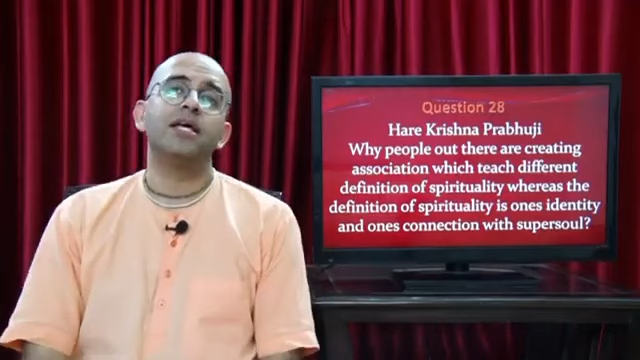 Question 28
Hare Krishna Prabhuji
Why people out there are creating
association which teach different
definition of spirituality whereas the
definition of spirituality is ones identity
and ones connection with supersoul?